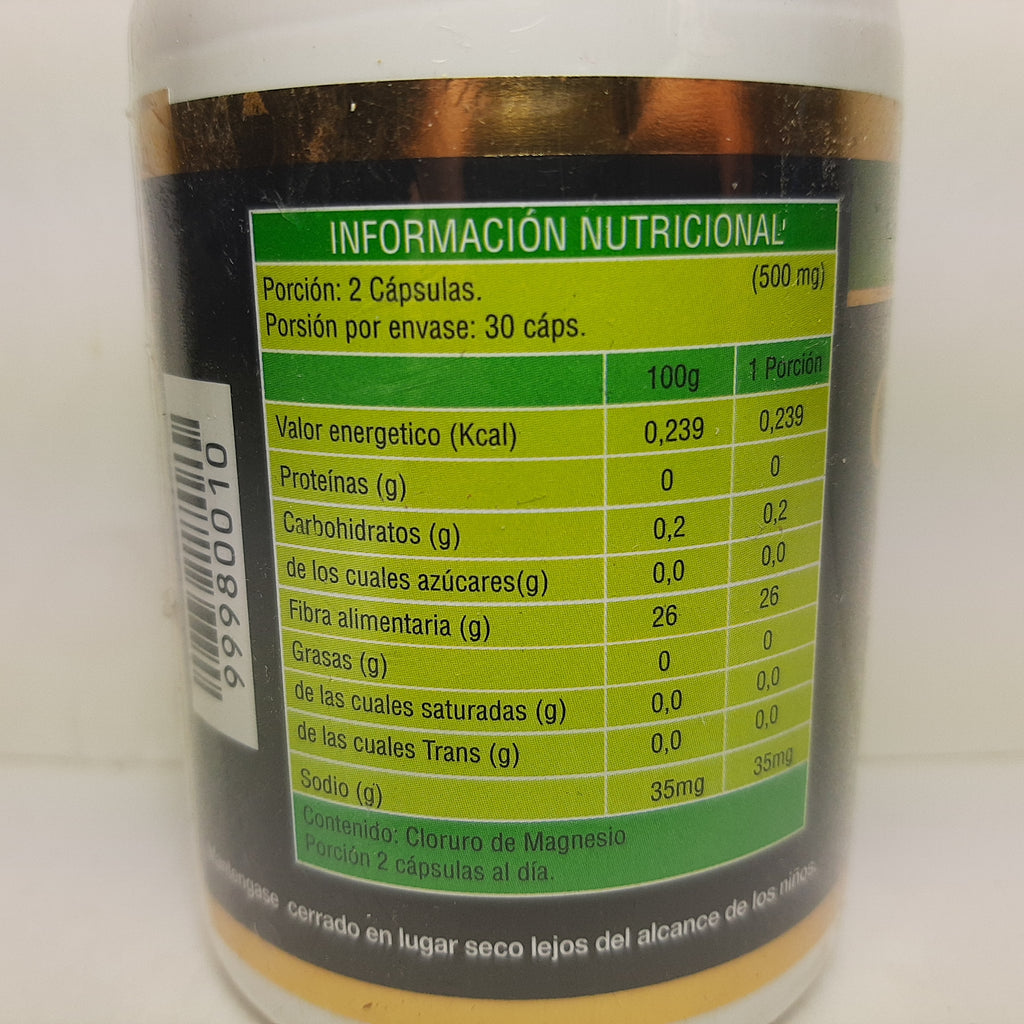 INFORMACIÓN NUTRICIONAL
Porción: 2 Cápsulas. (500 mg)
Porsión por envase: 30 cáps.
100g 1 Porción
Valor energetico (Kcal) 0,239 0,239
Proteínas (g) 0 0
Carbohidratos (g) 0,2 0,2
de los cuales azúcares(g) 0,0 0,0
Fibra alimentaria (g) 26 26
Grasas (g) 0 0
de las cuales saturadas (g) 0,0 0,0
de las cuales Trans (g) 0,0 0,0
Sodio (g) 35mg 35mg
Contenido: Cloruro de Magnesio
Porción 2 cápsulas al día.
cerrado en lugar seco lejos del alcance de los niños.
99980010